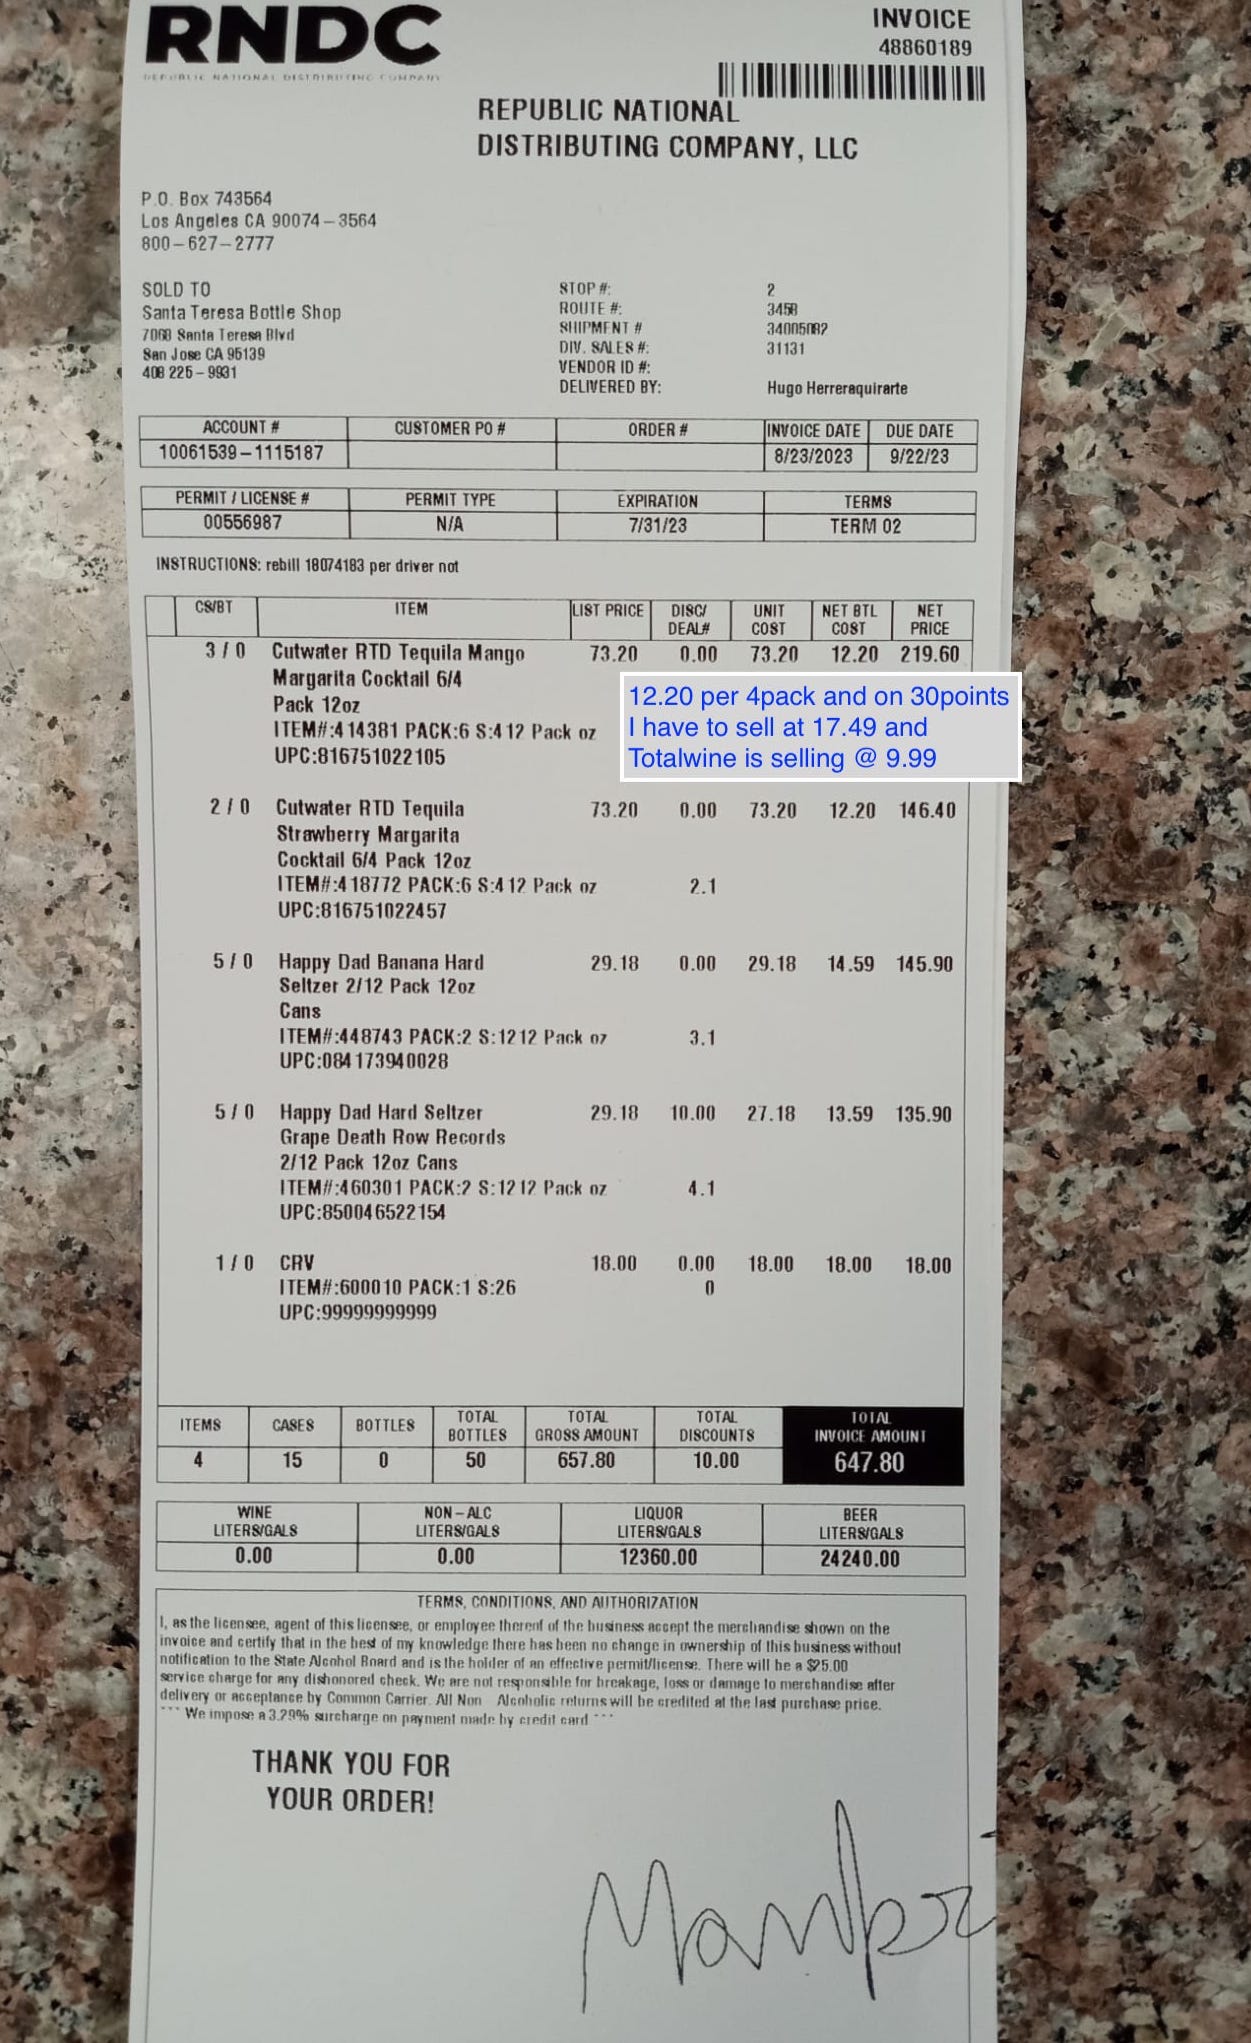 RNDC
REPUBLIC NATIONAL DISTRIBUTING COMPANY
INVOICE
48860189
REPUBLIC NATIONAL
DISTRIBUTING COMPANY, LLC
P.O. Box 743564
Los Angeles CA 90074-3564
800-627-2777
SOLD TO
Santa Teresa Bottle Shop
7068 Santa Teresa Blvd
San Jose CA 95139
408 225-9931
STOP #: 2
ROUTE #: 3458
SHIPMENT # 34005082
DIV. SALES #: 31131
VENDOR ID #:
DELIVERED BY: Hugo Herreraquirarte
ACCOUNT # CUSTOMER PO # ORDER # INVOICE DATE DUE DATE
10061539-1115187 8/23/2023 9/22/23
PERMIT / LICENSE # PERMIT TYPE EXPIRATION TERMS
00556987 N/A 7/31/23 TERM 02
INSTRUCTIONS: rebill 18074183 per driver not
CS/BT ITEM LIST PRICE DISC/ DEAL# UNIT COST NET BTL COST NET PRICE
3 / 0 Cutwater RTD Tequila Mango 73.20 0.00 73.20 12.20 219.60
Margarita Cocktail 6/4
Pack 12oz
ITEM#:414381 PACK:6 S:4 12 Pack oz
UPC:816751022105
12.20 per 4pack and on 30points
I have to sell at 17.49 and
Totalwine is selling @ 9.99
2 / 0 Cutwater RTD Tequila 73.20 0.00 73.20 12.20 146.40
Strawberry Margarita
Cocktail 6/4 Pack 12oz
ITEM#:418772 PACK:6 S:4 12 Pack oz 2.1
UPC:816751022457
5 / 0 Happy Dad Banana Hard 29.18 0.00 29.18 14.59 145.90
Seltzer 2/12 Pack 12oz
Cans
ITEM#:448743 PACK:2 S:12 12 Pack oz 3.1
UPC:084173940028
5 / 0 Happy Dad Hard Seltzer 29.18 10.00 27.18 13.59 135.90
Grape Death Row Records
2/12 Pack 12oz Cans
ITEM#:460301 PACK:2 S:12 12 Pack oz 4.1
UPC:850046522154
1 / 0 CRV 18.00 0.00 18.00 18.00 18.00
ITEM#:600010 PACK:1 S:26 0
UPC:99999999999
ITEMS CASES BOTTLES TOTAL BOTTLES TOTAL GROSS AMOUNT TOTAL DISCOUNTS TOTAL INVOICE AMOUNT
4 15 0 50 657.80 10.00 647.80
WINE LITERS/GALS NON-ALC LITERS/GALS LIQUOR LITERS/GALS BEER LITERS/GALS
0.00 0.00 12360.00 24240.00
TERMS, CONDITIONS, AND AUTHORIZATION
I, as the licensee, agent of this licensee, or employee thereof of the business accept the merchandise shown on the
invoice and certify that in the best of my knowledge there has been no change in ownership of this business without
notification to the State Alcohol Board and is the holder of an effective permit/license. There will be a $25.00
service charge for any dishonored check. We are not responsible for breakage, loss or damage to merchandise after
delivery or acceptance by Common Carrier. All Non Alcoholic returns will be credited at the last purchase price.
*** We impose a 3.29% surcharge on payment made by credit card ***
THANK YOU FOR
YOUR ORDER!